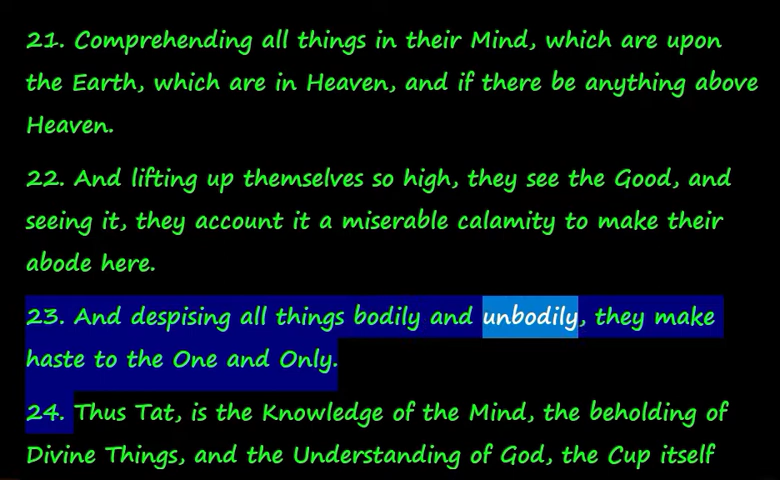 21. Comprehending all things in their Mind, which are upon
the Earth, which are in Heaven, and if there be anything above
Heaven.
22. And lifting up themselves so high, they see the Good, and
seeing it, they account it a miserable calamity to make their
abode here.
23. And despising all things bodily and unbodily, they make
haste to the One and Only.
24. Thus Tat, is the Knowledge of the Mind, the beholding of
Divine Things, and the Understanding of God, the Cup itself